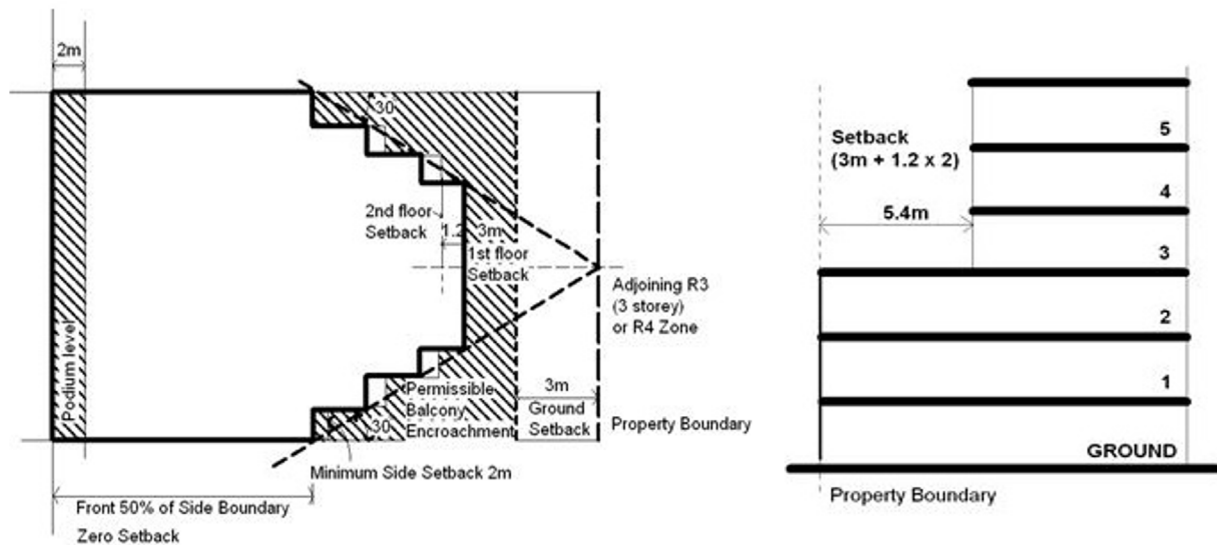 2m
30
2nd floor
Setback
1.2
3m
1st floor
Setback
Adjoining R3
(3 storey)
or R4 Zone
Podium level
Permissible
Balcony
Encroachment
30
3m
Ground
Setback
Property Boundary
Minimum Side Setback 2m
Front 50% of Side Boundary
Zero Setback
Setback
(3m + 1.2 x 2)
5.4m
5
4
3
2
1
GROUND
Property Boundary